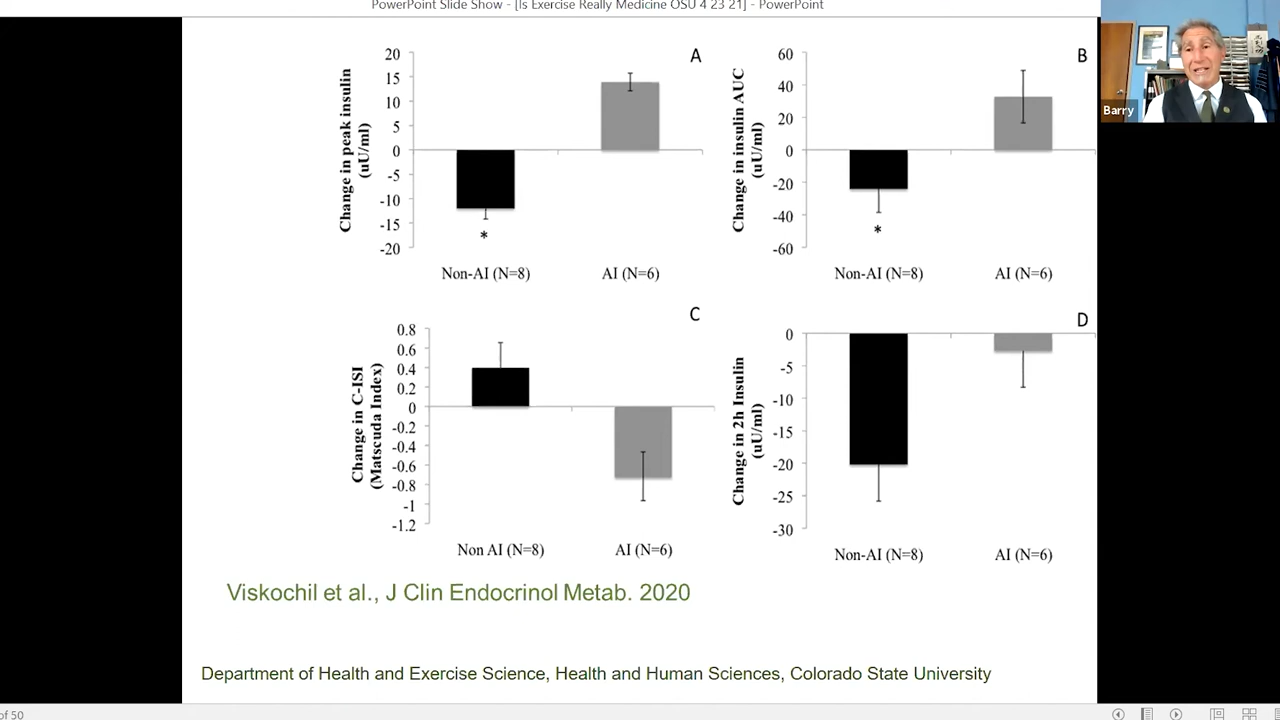 PowerPoint Slide Show - [Is Exercise Really Medicine OSU 4 23 21] - PowerPoint
Barry
A
Change in peak insulin
(uU/ml)
20
15
10
5
0
-5
-10
-15
-20
*
Non-AI (N=8) AI (N=6)
B
Change in insulin AUC
(uU/ml)
60
40
20
0
-20
-40
-60
*
Non-AI (N=8) AI (N=6)
C
Change in C-ISI
(Matscuda Index)
0.8
0.6
0.4
0.2
0
-0.2
-0.4
-0.6
-0.8
-1
-1.2
Non AI (N=8) AI (N=6)
D
Change in 2h Insulin
(uU/ml)
0
-5
-10
-15
-20
-25
-30
Non-AI (N=8) AI (N=6)
Viskochil et al., J Clin Endocrinol Metab. 2020
Department of Health and Exercise Science, Health and Human Sciences, Colorado State University
of 50